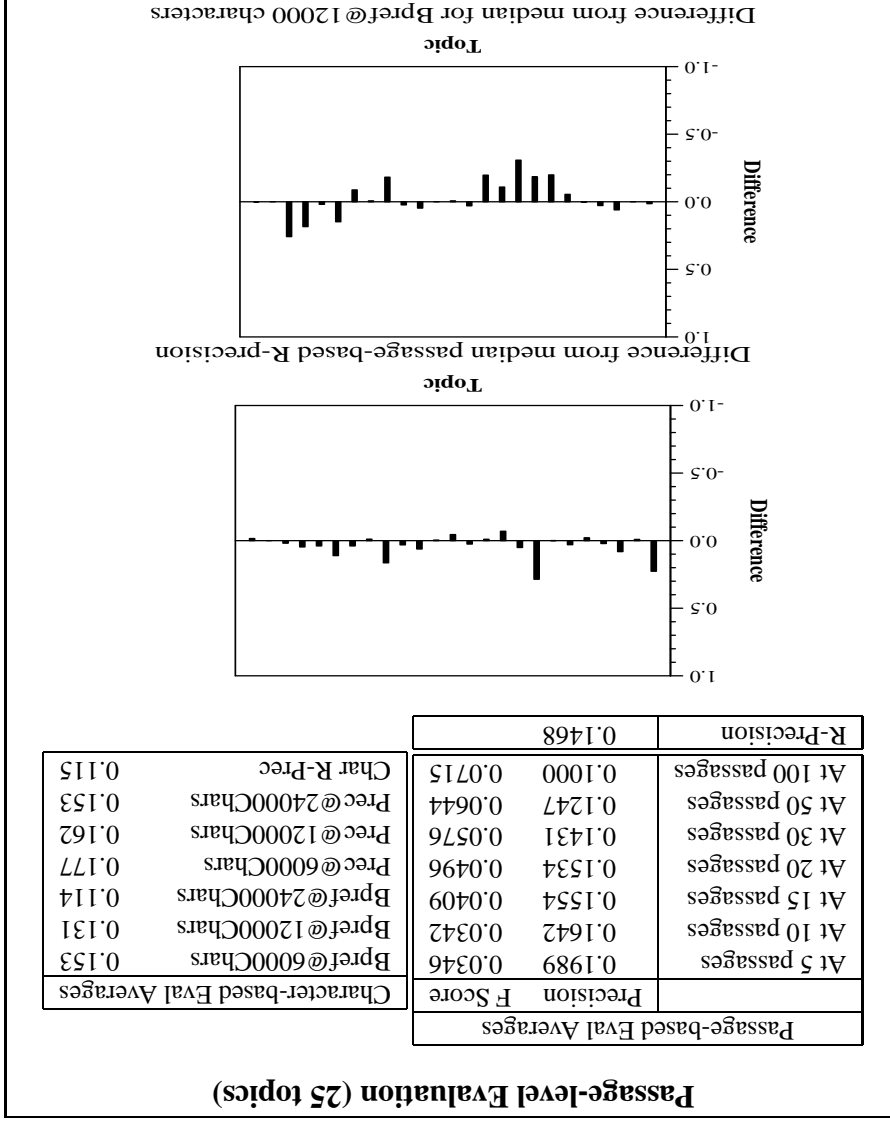 Passage-level Evaluation (25 topics)
Passage-based Eval Averages
Precision F Score
At 5 passages 0.1989 0.0346
At 10 passages 0.1642 0.0342
At 15 passages 0.1554 0.0409
At 20 passages 0.1534 0.0496
At 30 passages 0.1431 0.0576
At 50 passages 0.1247 0.0644
At 100 passages 0.1000 0.0715
R-Precision 0.1468
Character-based Eval Averages
Bpref@6000Chars 0.153
Bpref@12000Chars 0.131
Bpref@24000Chars 0.114
Prec@6000Chars 0.177
Prec@12000Chars 0.162
Prec@24000Chars 0.153
Char R-Prec 0.115
1.0
0.5
0.0
-0.5
-1.0
Difference
Topic
Difference from median passage-based R-precision
1.0
0.5
0.0
-0.5
-1.0
Difference
Topic
Difference from median for Bpref@12000 characters